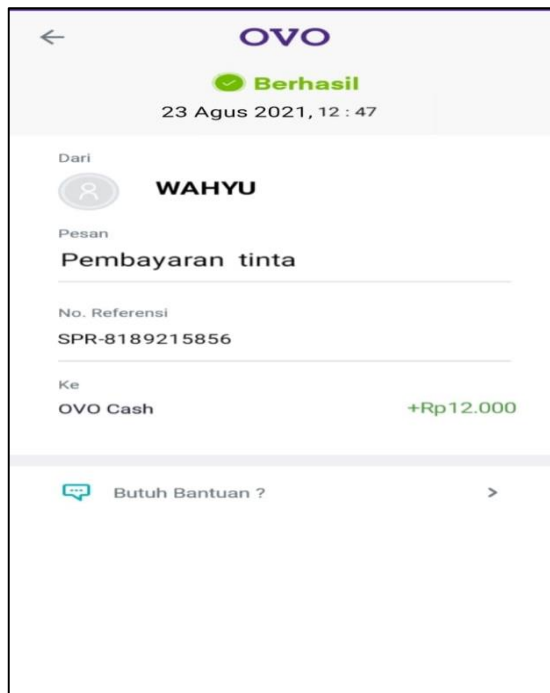 OVO
Berhasil
23 Agus 2021, 12 : 47
Dari
WAHYU
Pesan
Pembayaran tinta
No. Referensi
SPR-8189215856
Ke
OVO Cash +Rp12.000
Butuh Bantuan ? >